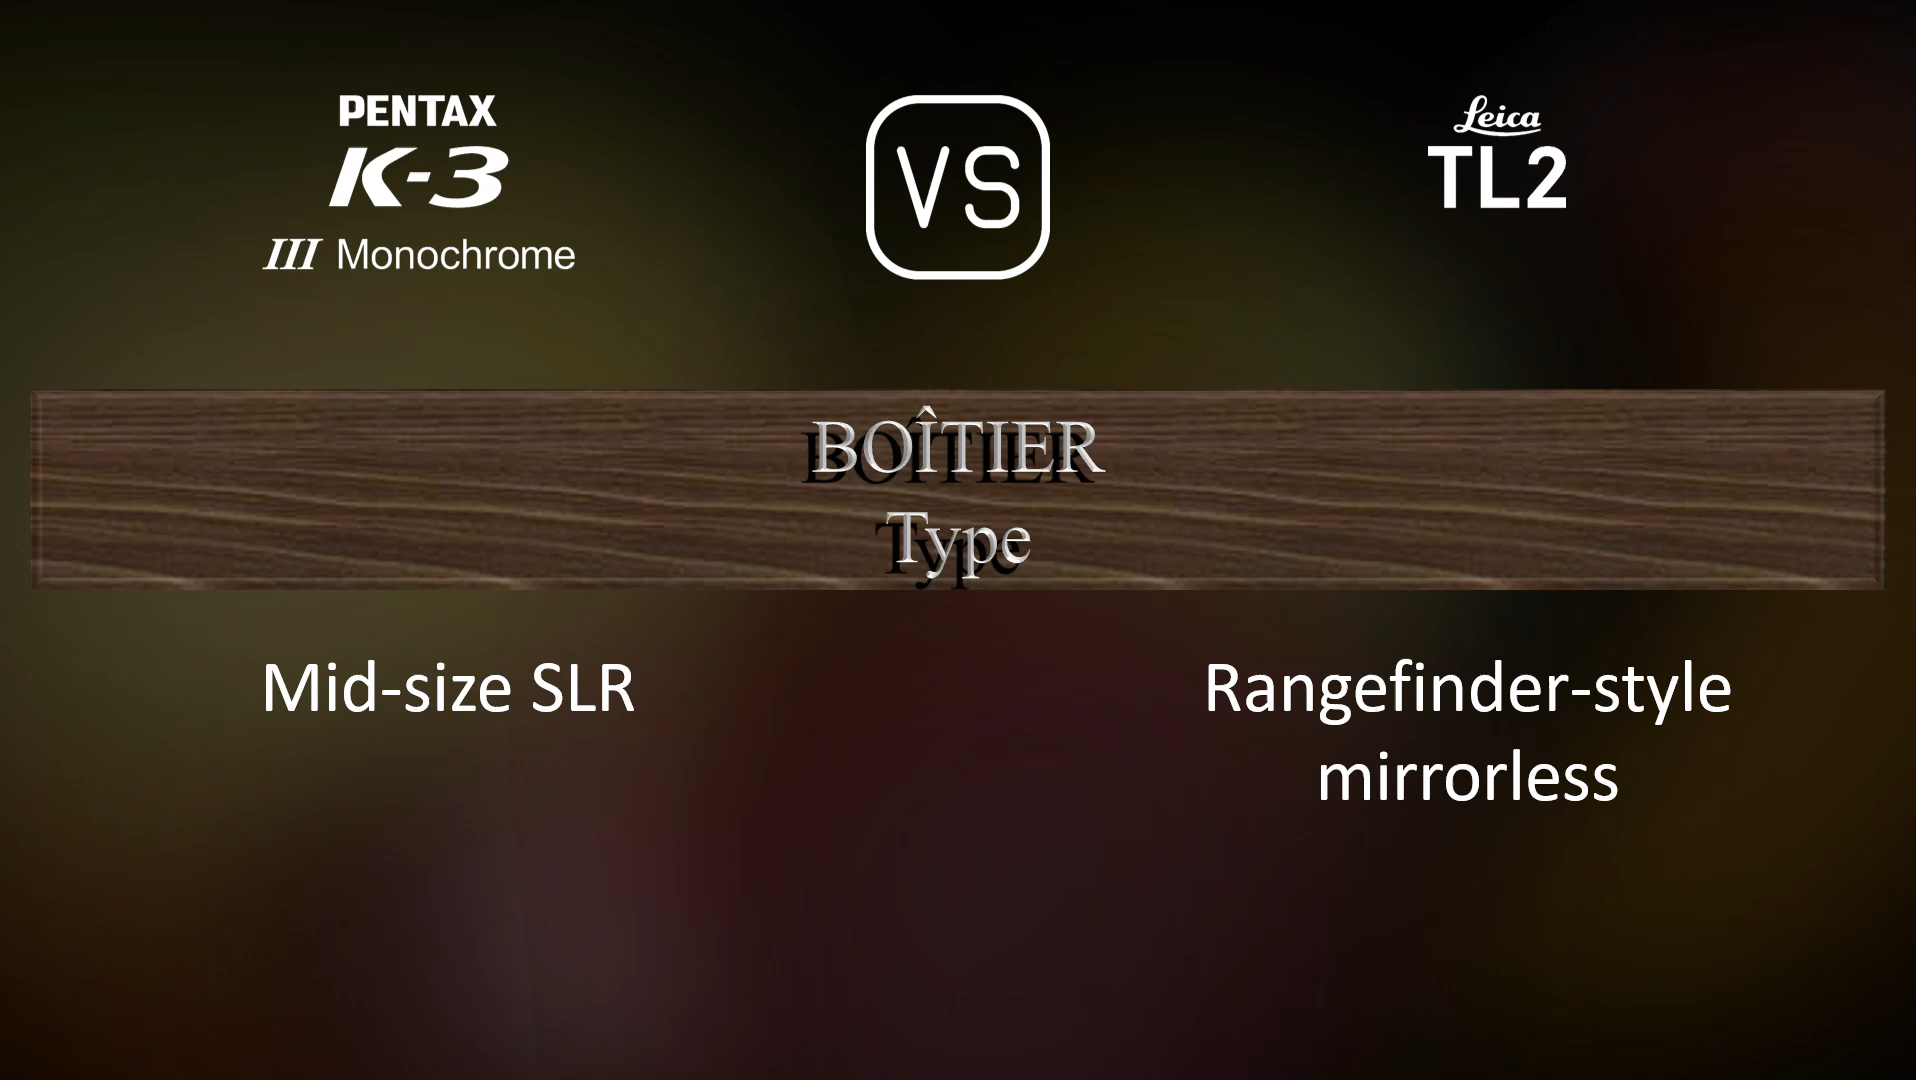 PENTAX
K-3
III Monochrome
VS
Leica
TL2
BOÎTIER
Type
Mid-size SLR
Rangefinder-style
mirrorless